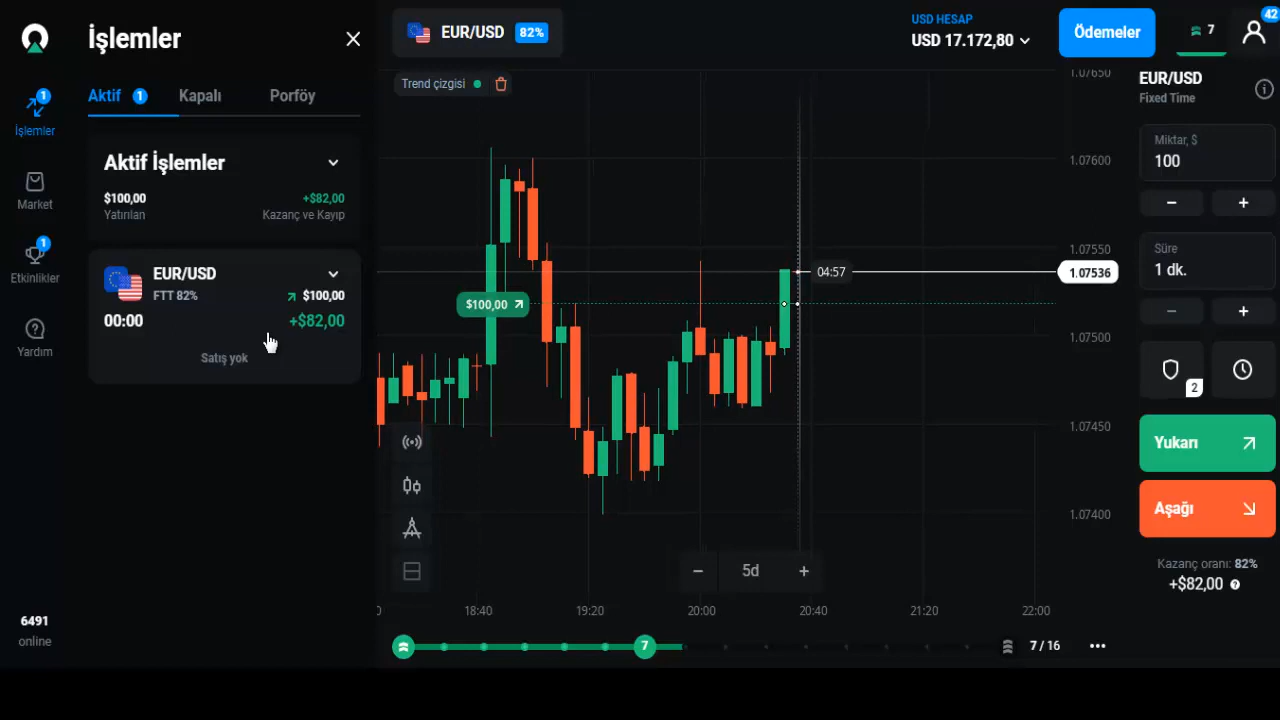 İşlemler
Aktif 1 Kapalı Porföy
Aktif İşlemler
$100,00 +$82,00
Yatırılan Kazanç ve Kayıp
EUR/USD
FTT 82% $100,00
00:00 +$82,00
Satış yok
1
İşlemler
Market
1
Etkinlikler
Yardım
6491
online
EUR/USD 82%
USD HESAP
USD 17.172,80
Ödemeler
7
42
Trend çizgisi
1.07650
1.07600
1.07550
1.07536
1.07500
1.07450
1.07400
04:57
$100,00
5d
18:40 19:20 20:00 20:40 21:20 22:00
7
7 / 16
EUR/USD
Fixed Time
Miktar, $
100
Süre
1 dk.
2
Yukarı
Aşağı
Kazanç oranı: 82%
+$82,00